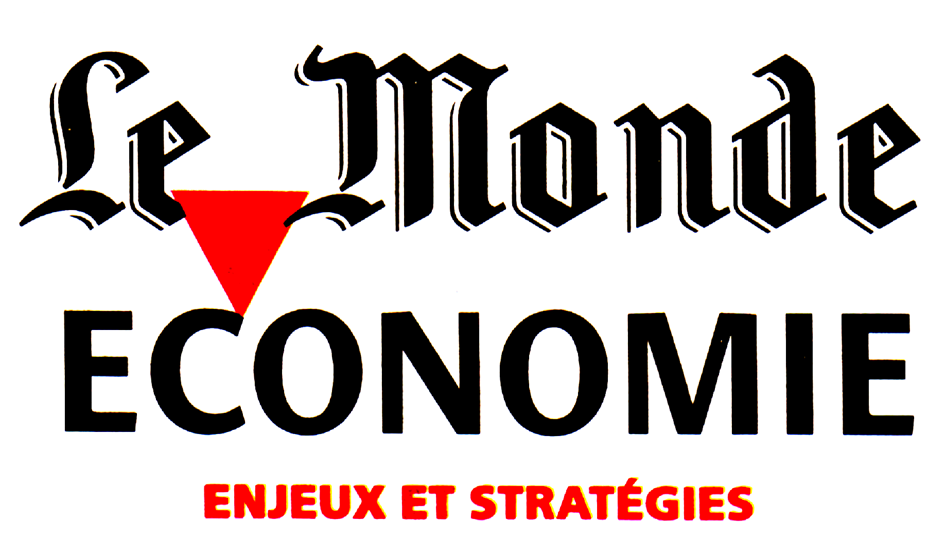 Le Monde
ECONOMIE
ENJEUX ET STRATÉGIES